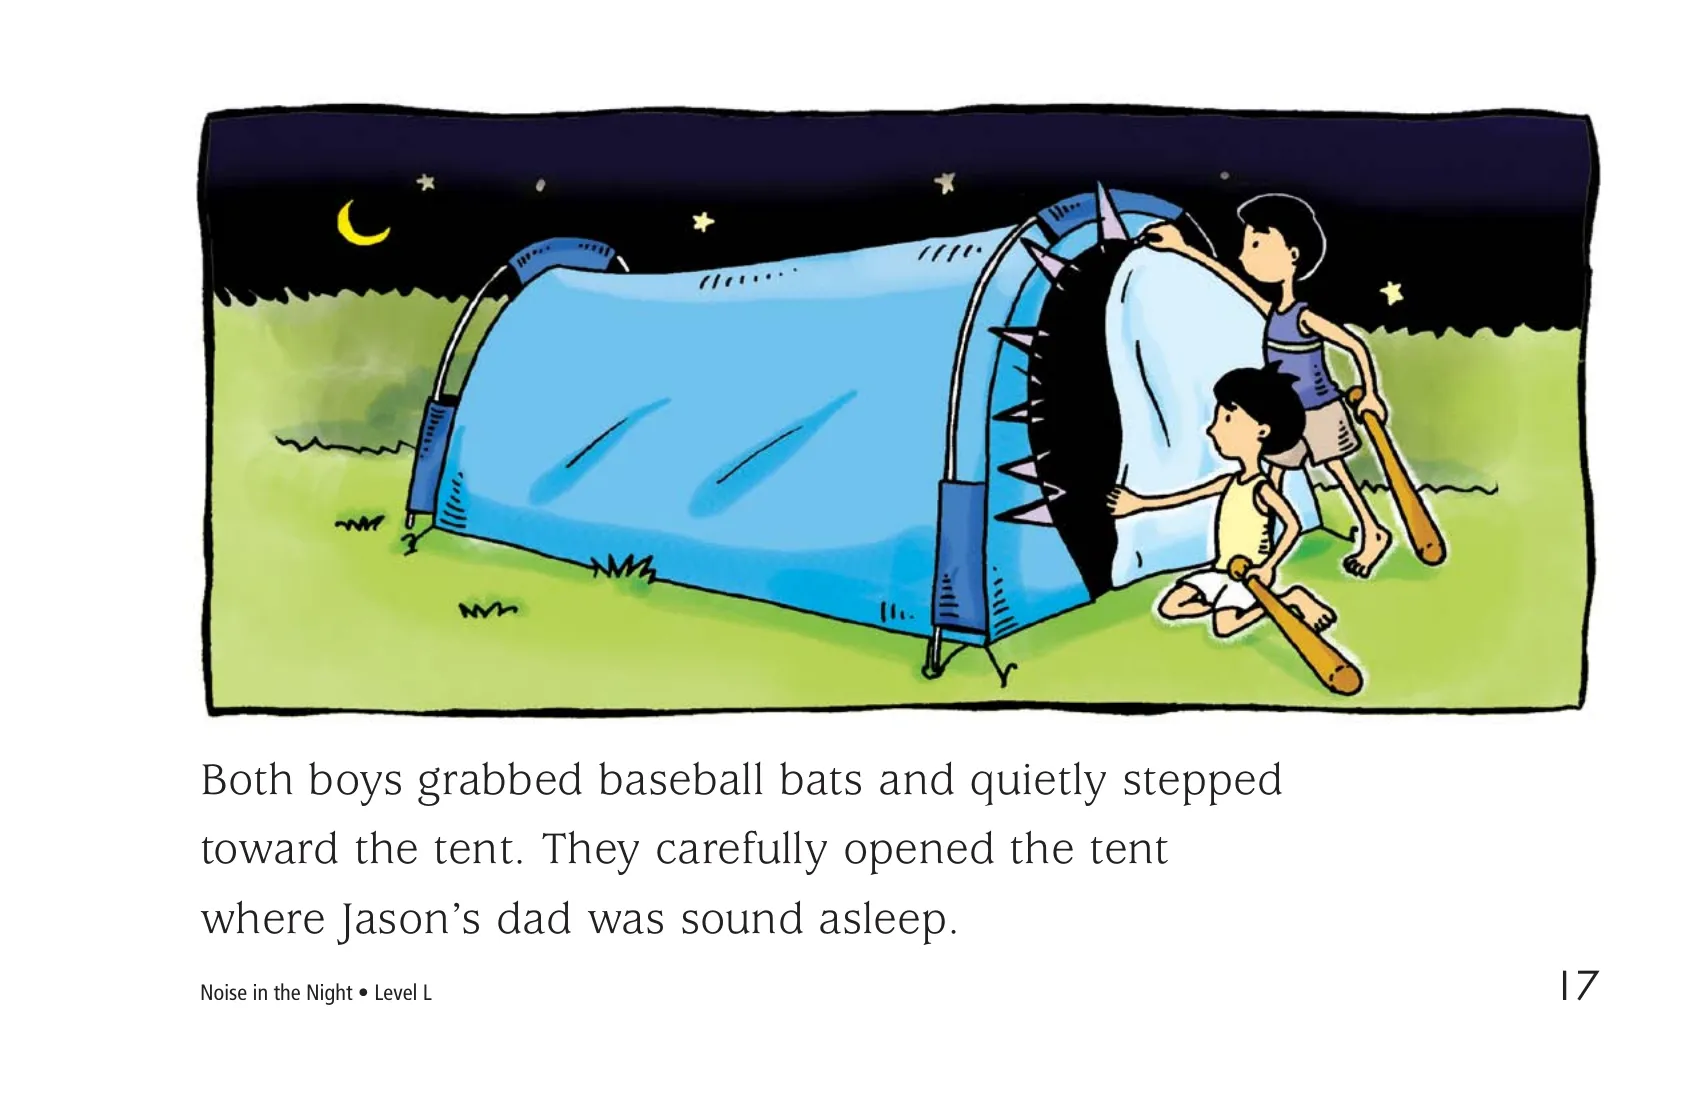 Both boys grabbed baseball bats and quietly stepped
toward the tent. They carefully opened the tent
where Jason’s dad was sound asleep.
Noise in the Night • Level L
17